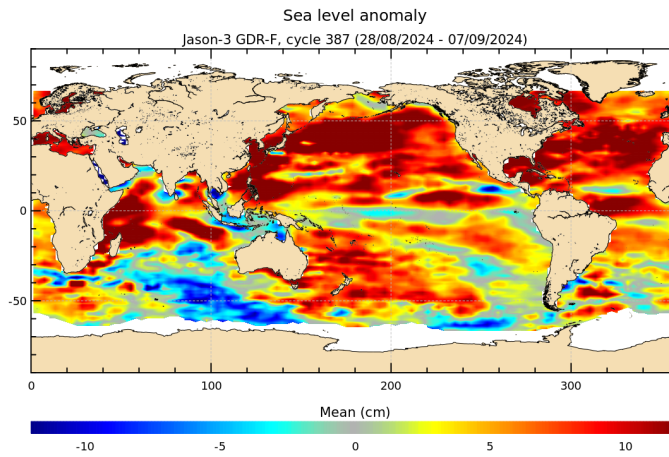 Sea level anomaly
Jason-3 GDR-F, cycle 387 (28/08/2024 - 07/09/2024)
50
0
-50
0 100 200 300
Mean (cm)
-10 -5 0 5 10